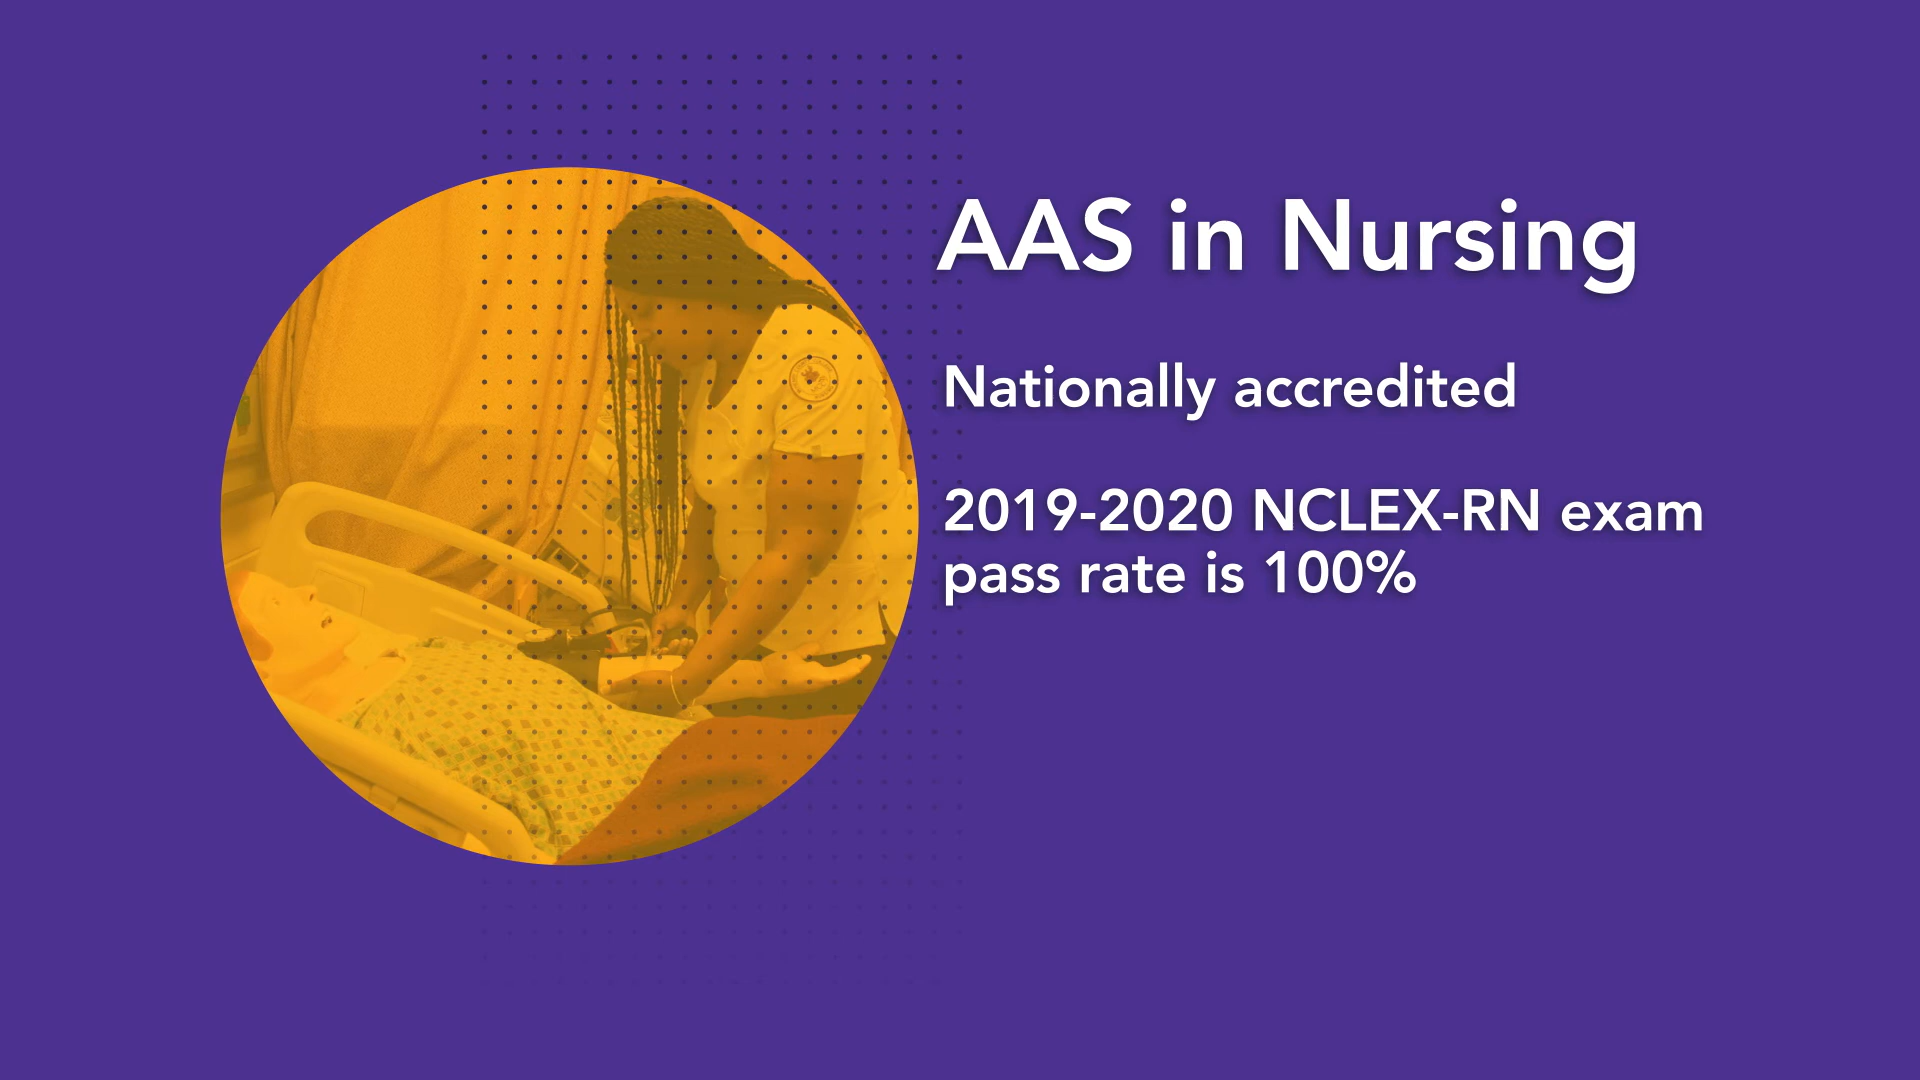 AAS in Nursing
Nationally accredited
2019-2020 NCLEX-RN exam
pass rate is 100%